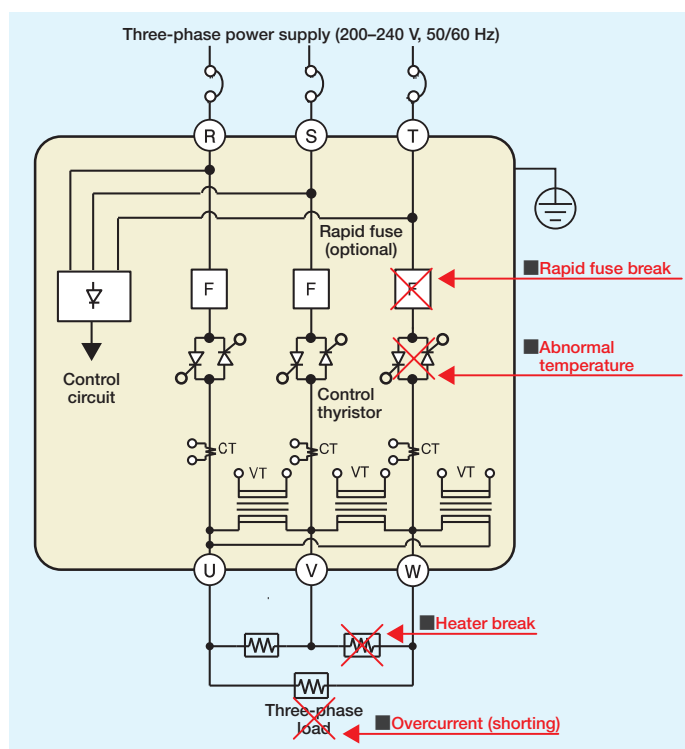 Three-phase power supply (200–240 V, 50/60 Hz)
R
S
T
Rapid fuse
(optional)
F
F
F
■Rapid fuse break
■Abnormal
temperature
Control
circuit
Control
thyristor
CT
CT
CT
VT
VT
VT
U
V
W
■Heater break
Three-phase
load
■Overcurrent (shorting)